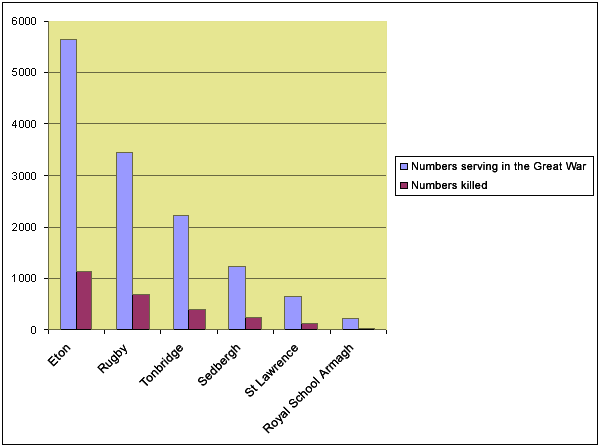 6000
5000
4000
3000
2000
1000
0
Eton
Rugby
Tonbridge
Sedbergh
St Lawrence
Royal School Armagh
Numbers serving in the Great War
Numbers killed